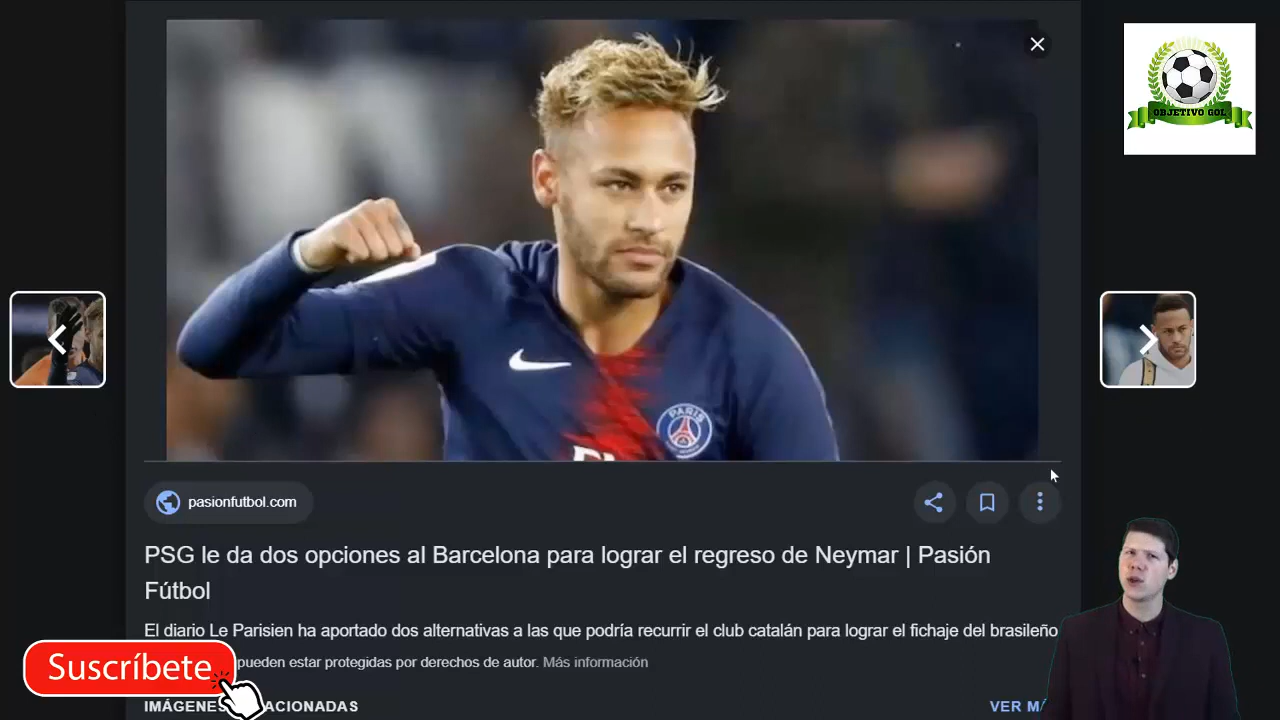 OBJETIVO GOL
PARIS
pasionfutbol.com
PSG le da dos opciones al Barcelona para lograr el regreso de Neymar | Pasión
Fútbol
El diario Le Parisien ha aportado dos alternativas a las que podría recurrir el club catalán para lograr el fichaje del brasileño
Suscríbete
pueden estar protegidas por derechos de autor. Más información
VER